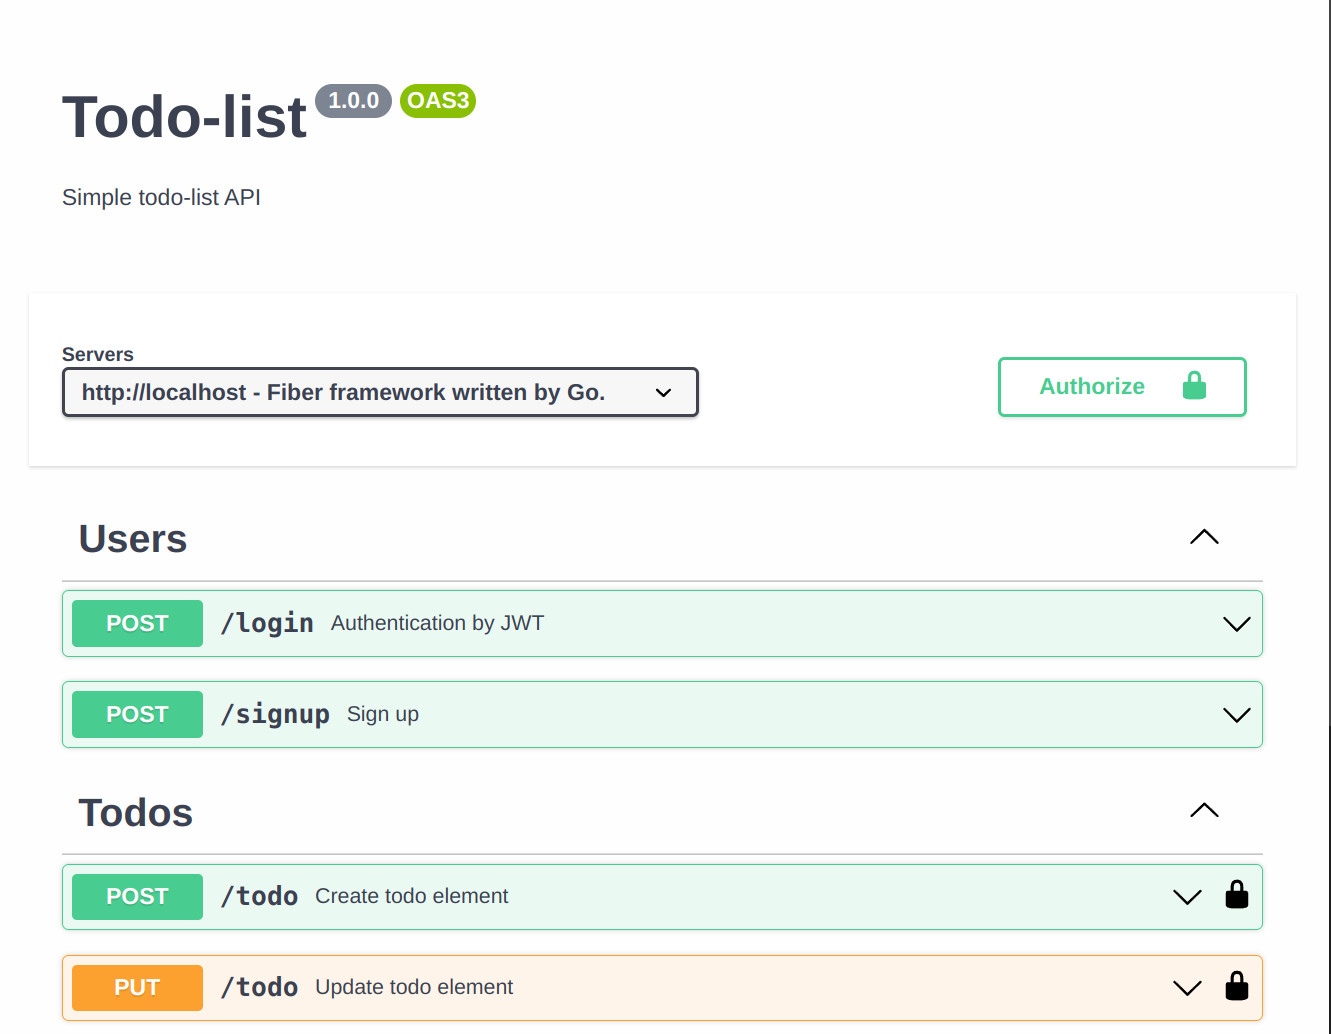 Todo-list 1.0.0 OAS3
Simple todo-list API
Servers
http://localhost - Fiber framework written by Go.
Authorize
Users
POST /login Authentication by JWT
POST /signup Sign up
Todos
POST /todo Create todo element
PUT /todo Update todo element